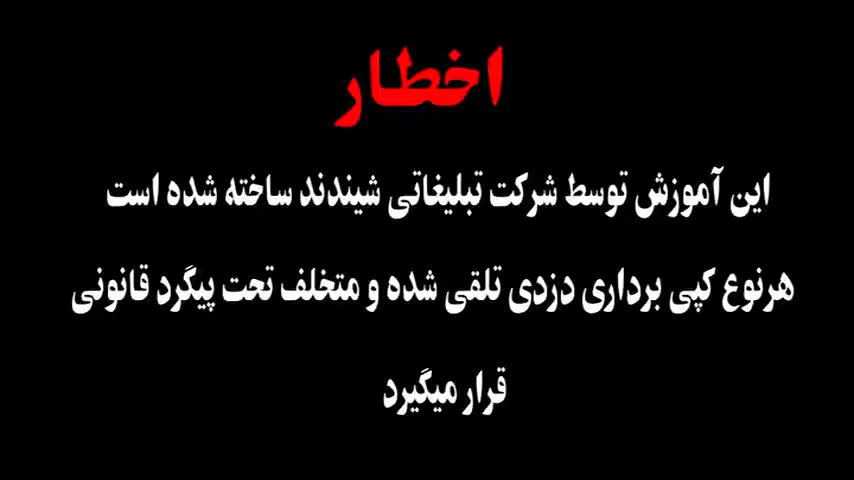 اخطار
این آموزش توسط شرکت تبلیغاتی شیندند ساخته شده است
هرنوع کپی برداری دزدی تلقی شده و متخلف تحت پیگرد قانونی
قرار میگیرد